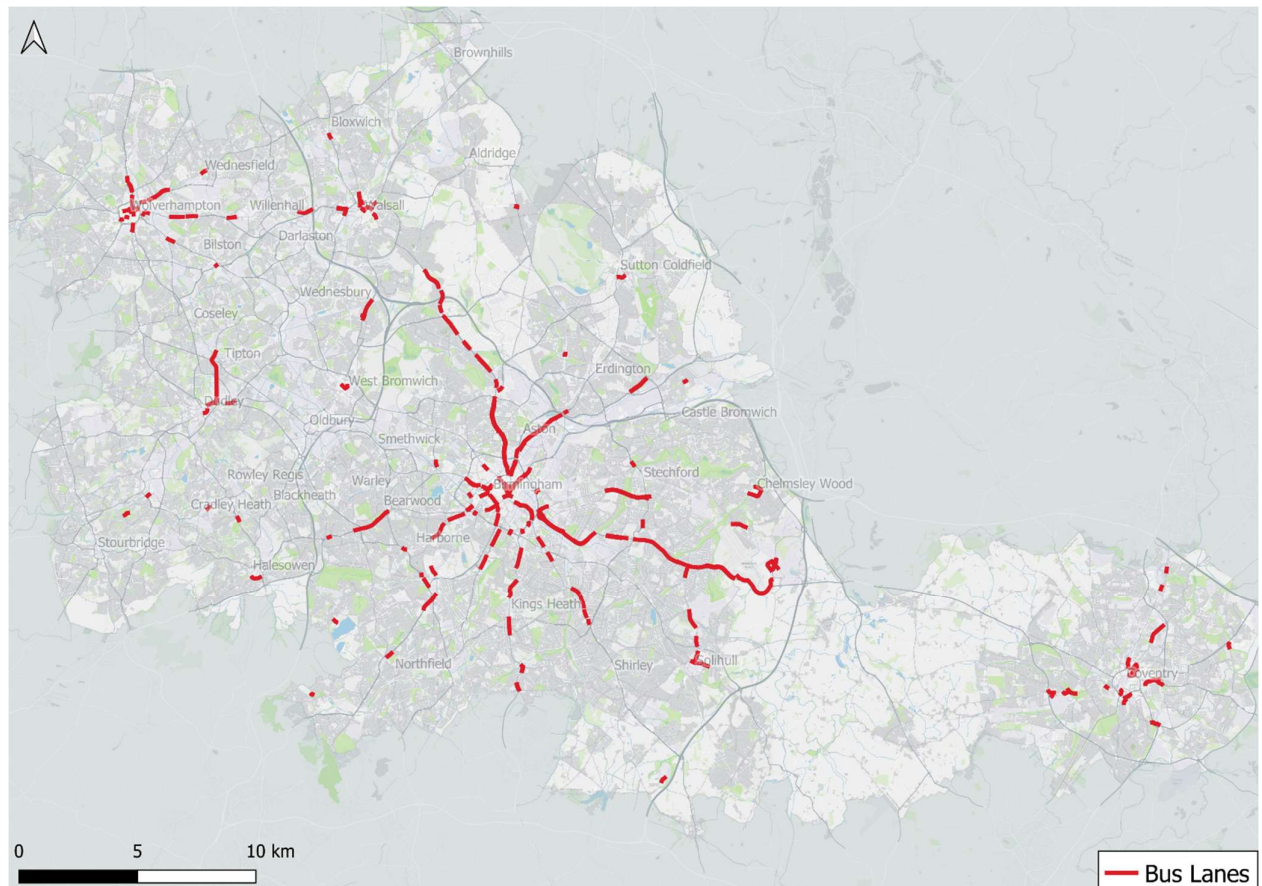 Brownhills
Bloxwich
Aldridge
Wednesfield
Wolverhampton
Willenhall
Walsall
Darlaston
Bilston
Sutton Coldfield
Wednesbury
Coseley
Tipton
Erdington
West Bromwich
Dudley
Castle Bromwich
Oldbury
Aston
Smethwick
Stechford
Rowley Regis
Warley
Birmingham
Chelmsley Wood
Blackheath
Bearwood
Cradley Heath
Harborne
Stourbridge
Halesowen
Kings Heath
Northfield
Shirley
Solihull
Coventry
0 5 10 km
Bus Lanes